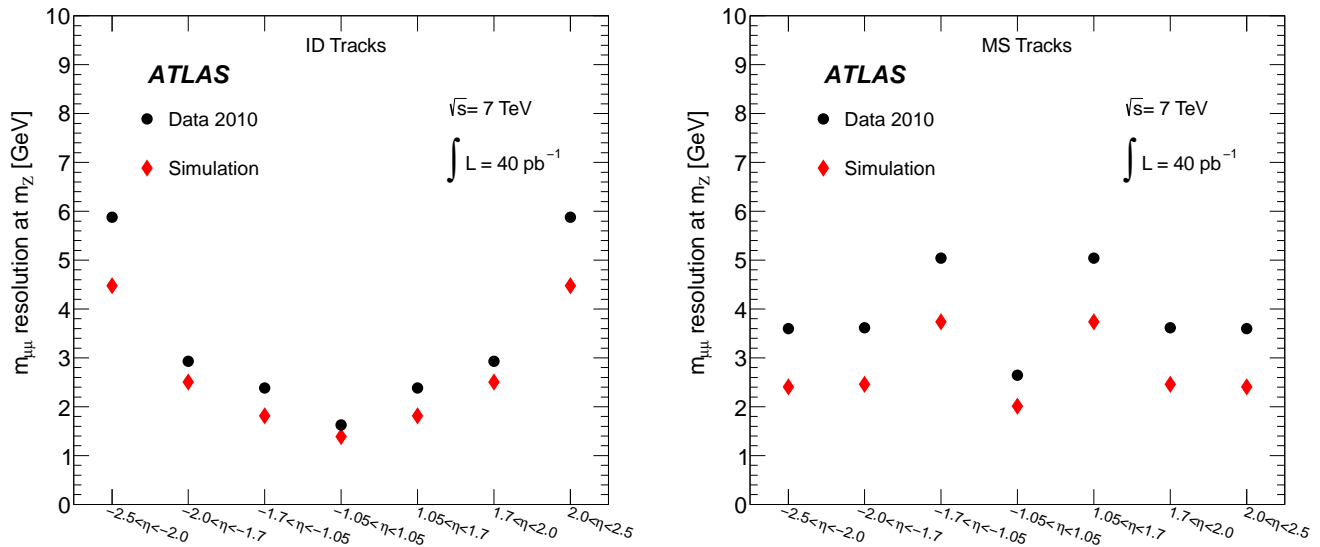 ID Tracks
ATLAS
Data 2010
Simulation
√s= 7 TeV
∫ L = 40 pb⁻¹
m_μμ resolution at m_Z [GeV]
10
9
8
7
6
5
4
3
2
1
0
−2.5<η<−2.0
−2.0<η<−1.7
−1.7<η<−1.05
−1.05<η<1.05
1.05<η<1.7
1.7<η<2.0
2.0<η<2.5
MS Tracks
ATLAS
Data 2010
Simulation
√s= 7 TeV
∫ L = 40 pb⁻¹
m_μμ resolution at m_Z [GeV]
10
9
8
7
6
5
4
3
2
1
0
−2.5<η<−2.0
−2.0<η<−1.7
−1.7<η<−1.05
−1.05<η<1.05
1.05<η<1.7
1.7<η<2.0
2.0<η<2.5